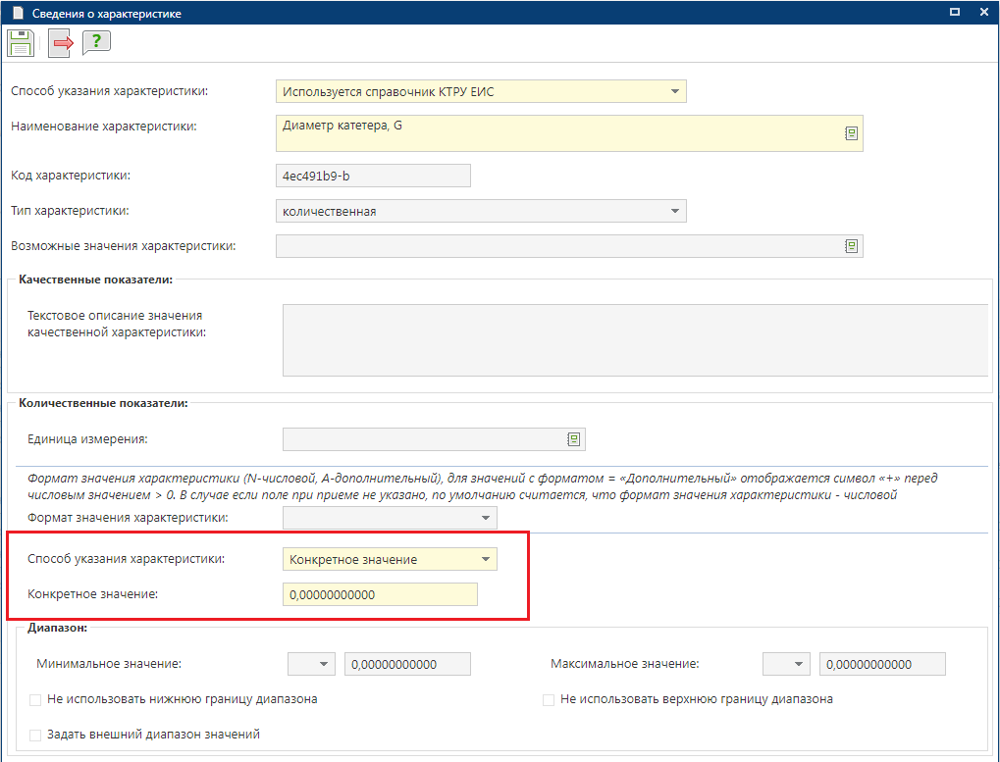 Сведения о характеристике
?
Способ указания характеристики:
Используется справочник КТРУ ЕИС
Наименование характеристики:
Диаметр катетера, G
Код характеристики:
4ec491b9-b
Тип характеристики:
количественная
Возможные значения характеристики:
Качественные показатели:
Текстовое описание значения
качественной характеристики:
Количественные показатели:
Единица измерения:
Формат значения характеристики (N-числовой, А-дополнительный), для значений с форматом = «Дополнительный» отображается символ «+» перед
числовым значением > 0. В случае если поле при приеме не указано, по умолчанию считается, что формат значения характеристики - числовой
Формат значения характеристики:
Способ указания характеристики:
Конкретное значение
Конкретное значение:
0,00000000000
Диапазон:
Минимальное значение:
0,00000000000
Максимальное значение:
0,00000000000
Не использовать нижнюю границу диапазона
Не использовать верхнюю границу диапазона
Задать внешний диапазон значений